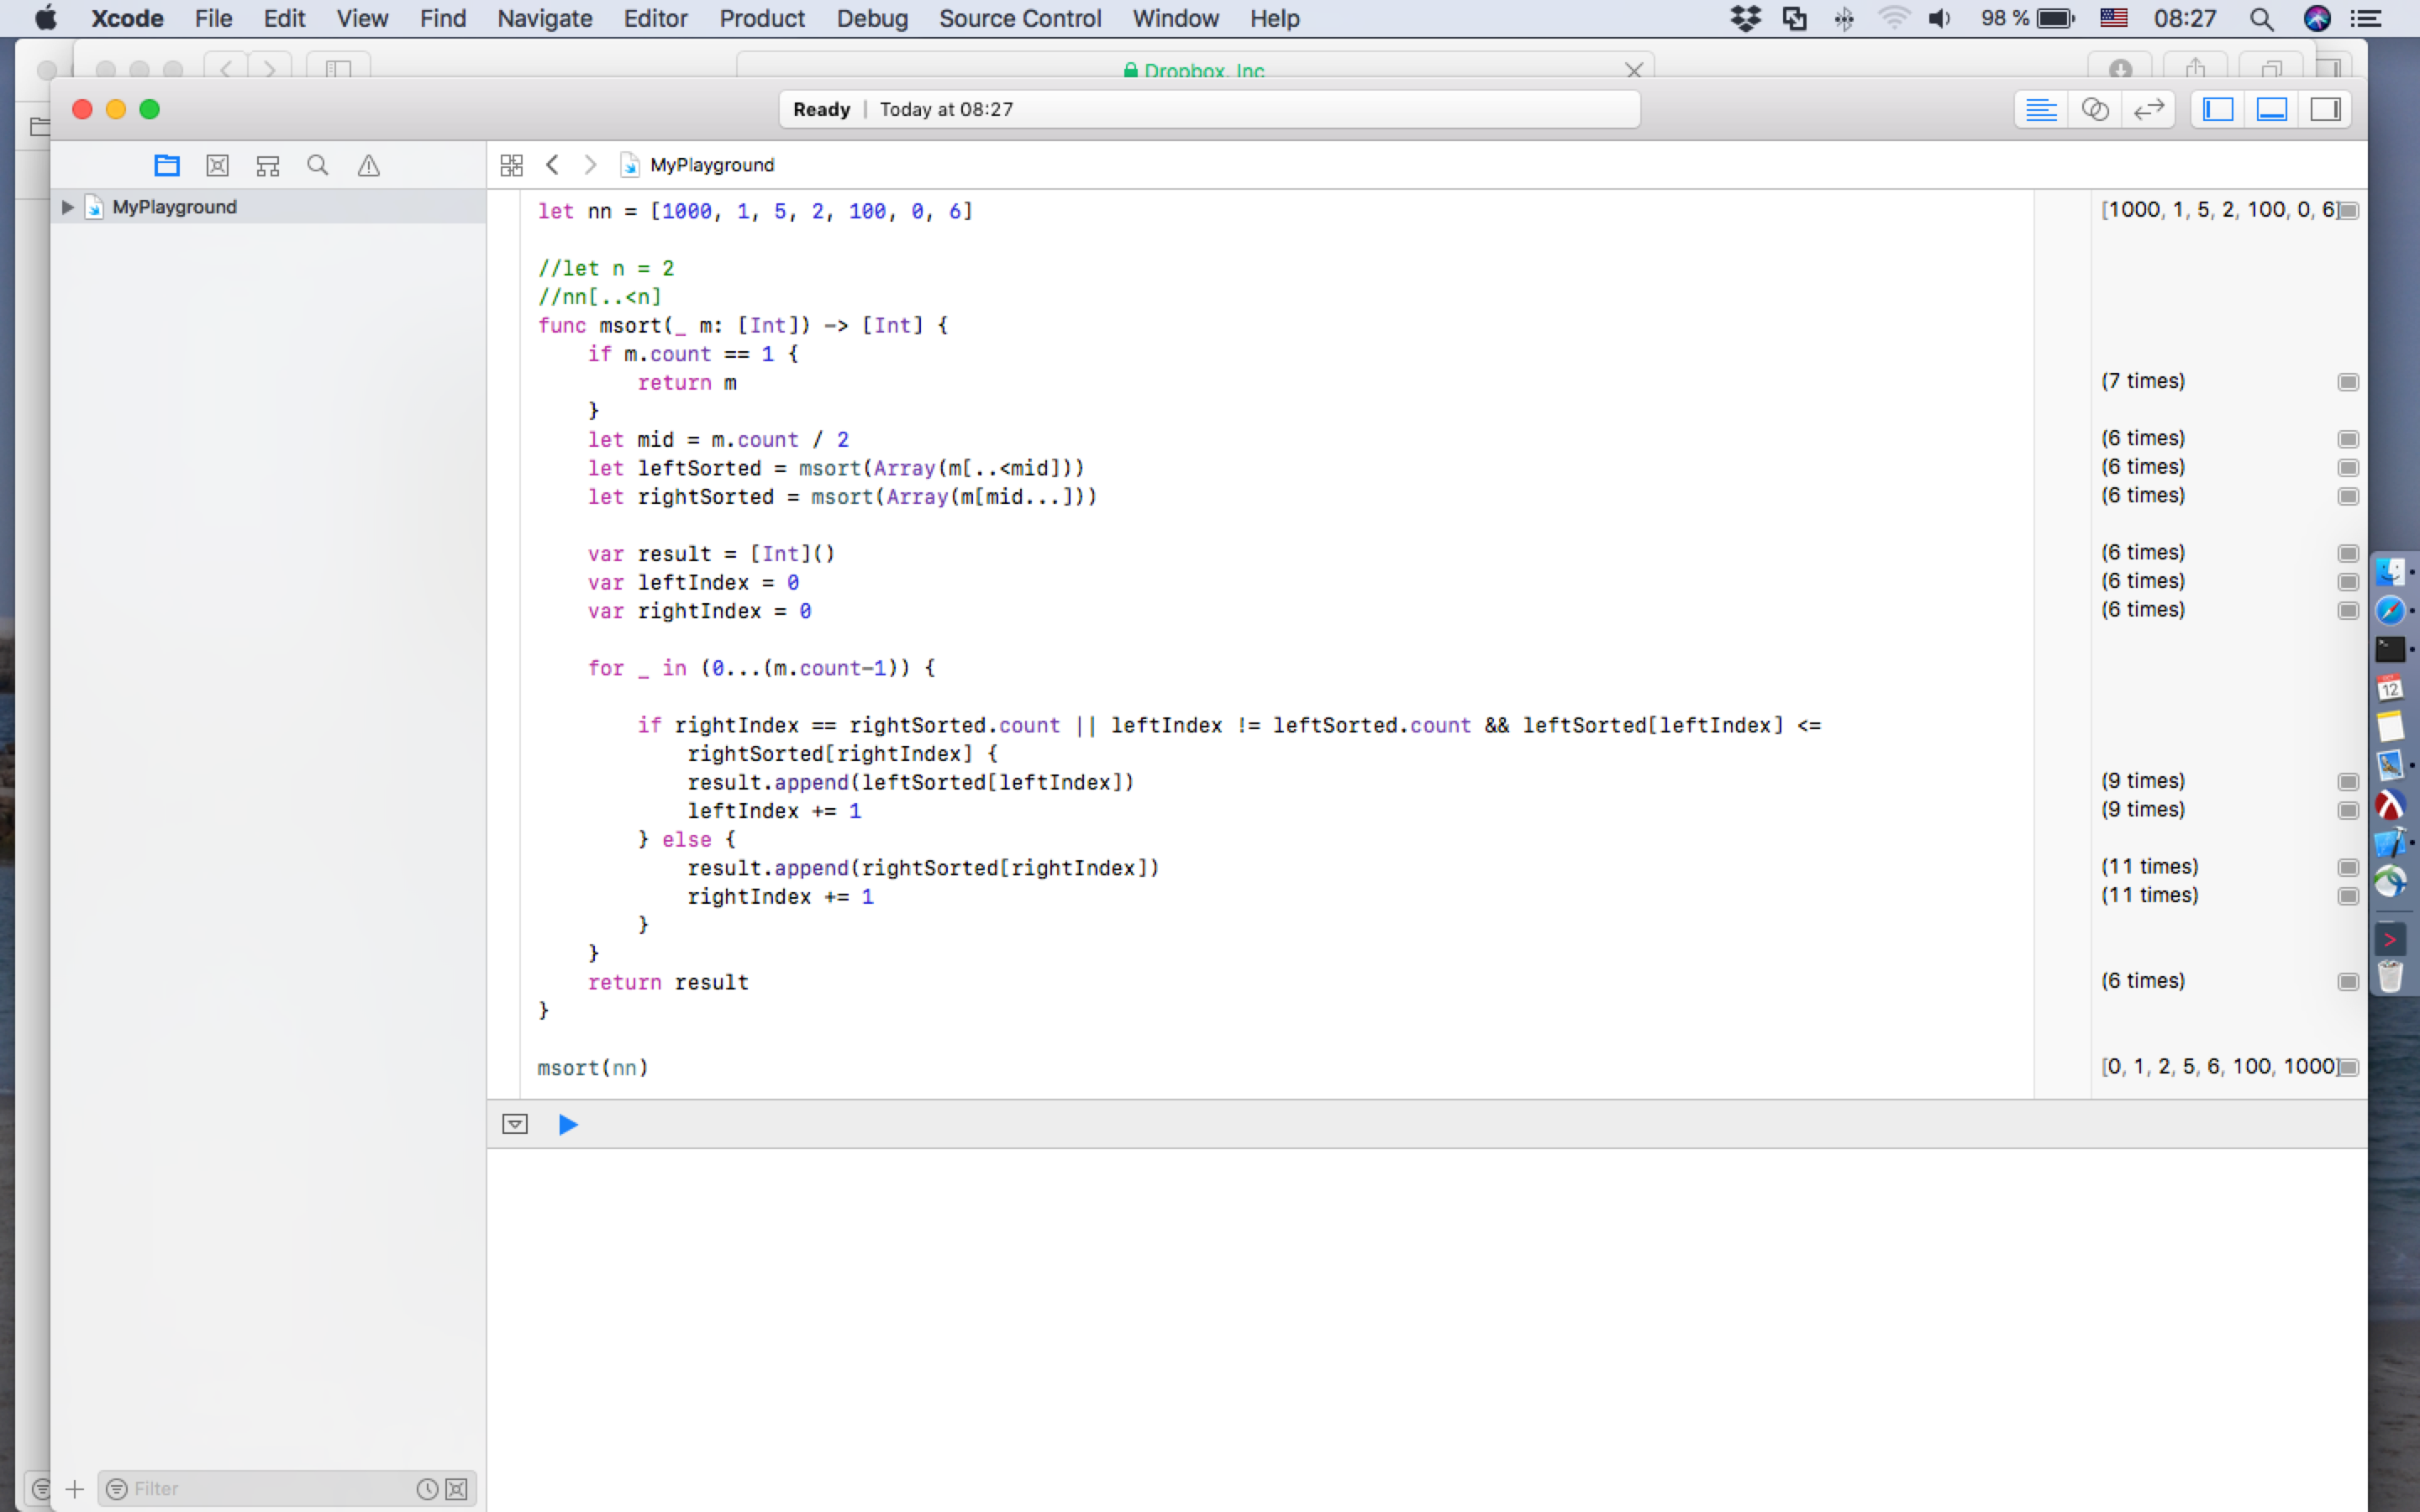 Xcode File Edit View Find Navigate Editor Product Debug Source Control Window Help 98 % 08:27
Dropbox, Inc
Ready | Today at 08:27
MyPlayground
MyPlayground
let nn = [1000, 1, 5, 2, 100, 0, 6] [1000, 1, 5, 2, 100, 0, 6]
//let n = 2
//nn[..<n]
func msort(_ m: [Int]) -> [Int] {
if m.count == 1 {
return m (7 times)
}
let mid = m.count / 2 (6 times)
let leftSorted = msort(Array(m[..<mid])) (6 times)
let rightSorted = msort(Array(m[mid...])) (6 times)
var result = [Int]() (6 times)
var leftIndex = 0 (6 times)
var rightIndex = 0 (6 times)
for _ in (0...(m.count-1)) {
if rightIndex == rightSorted.count || leftIndex != leftSorted.count && leftSorted[leftIndex] <=
rightSorted[rightIndex] {
result.append(leftSorted[leftIndex]) (9 times)
leftIndex += 1 (9 times)
} else {
result.append(rightSorted[rightIndex]) (11 times)
rightIndex += 1 (11 times)
}
}
return result (6 times)
}
msort(nn) [0, 1, 2, 5, 6, 100, 1000]
Filter
OCT
12